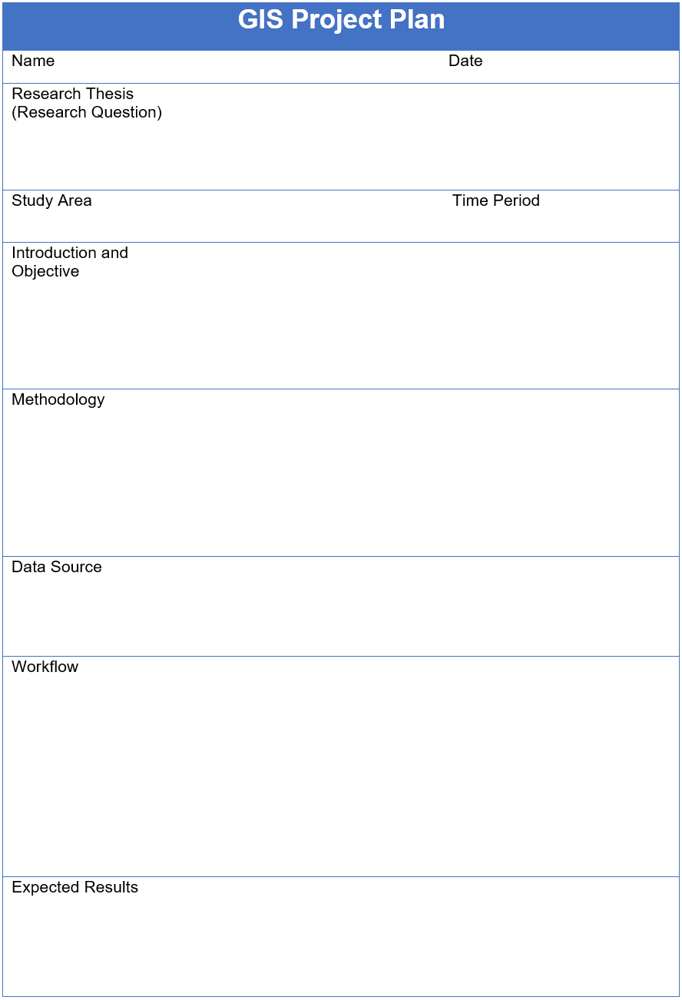 GIS Project Plan
Name Date
Research Thesis
(Research Question)
Study Area Time Period
Introduction and
Objective
Methodology
Data Source
Workflow
Expected Results